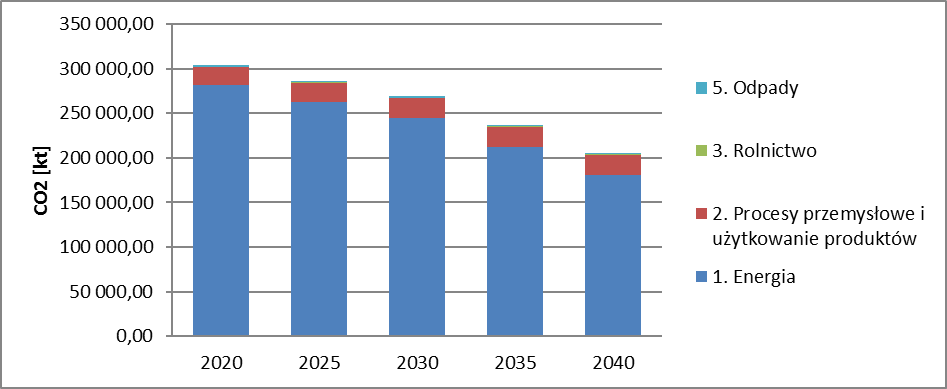 350 000,00
300 000,00
250 000,00
200 000,00
150 000,00
100 000,00
50 000,00
0,00
CO2 [kt]
2020 2025 2030 2035 2040
5. Odpady
3. Rolnictwo
2. Procesy przemysłowe i
użytkowanie produktów
1. Energia